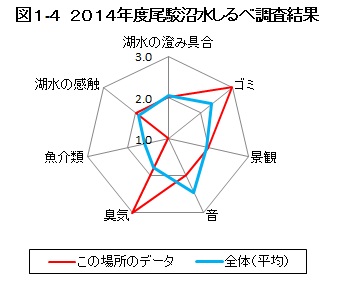 図1-4 2014年度尾駮沼水しるべ調査結果
湖水の澄み具合
3.0
湖水の感触
ゴミ
2.0
魚介類
1.0
景観
臭気
音
この場所のデータ
全体(平均)